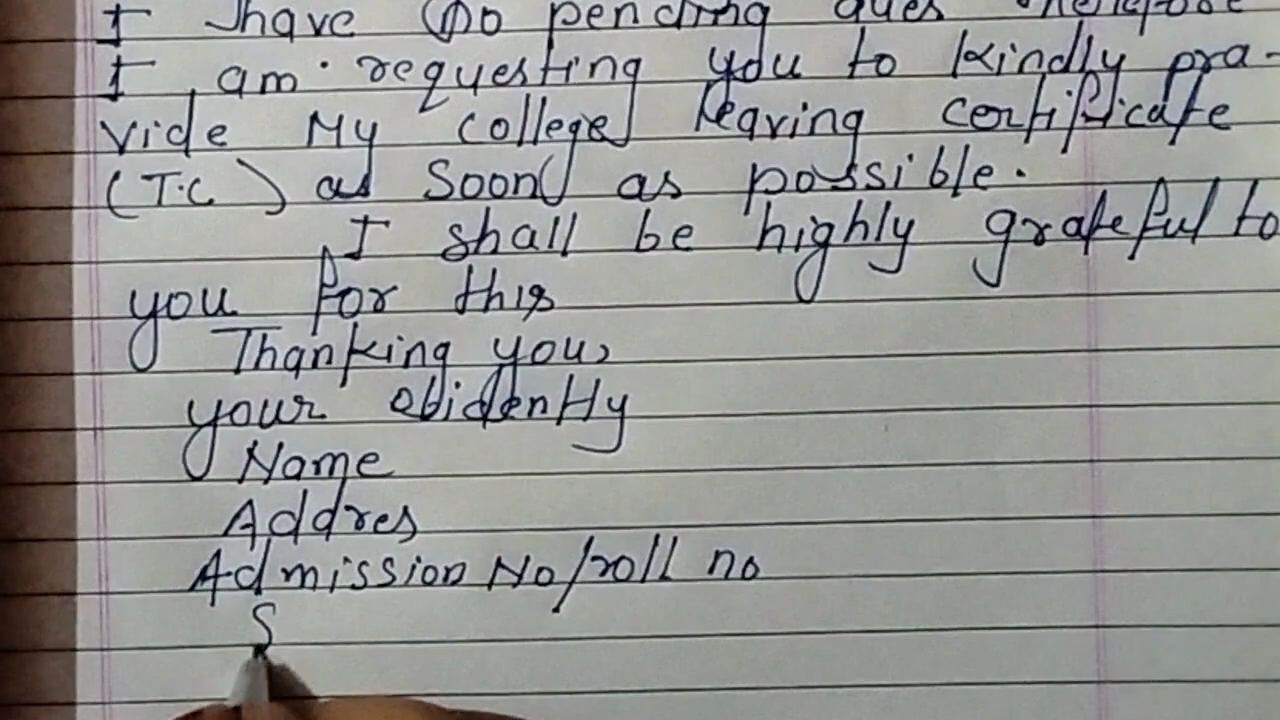 I have no pending dues Therefore
I am requesting you to kindly pra-
vide My college leaving certificate
(T.C) as soon as possible.
I shall be highly grateful to
you for this
Thanking you,
your obidently
Name
Addres
Admission No/roll no
S